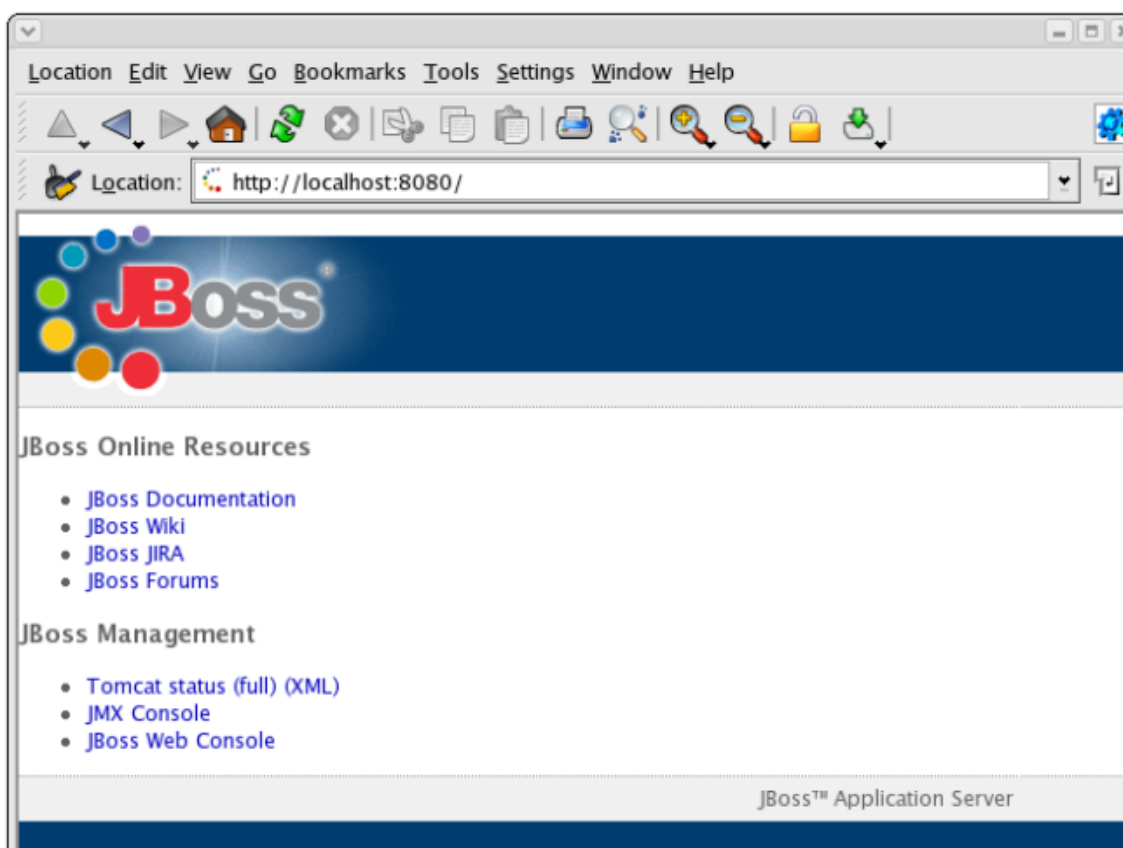 Location Edit View Go Bookmarks Tools Settings Window Help
Location: http://localhost:8080/
JBoss®
JBoss Online Resources
• JBoss Documentation
• JBoss Wiki
• JBoss JIRA
• JBoss Forums
JBoss Management
• Tomcat status (full) (XML)
• JMX Console
• JBoss Web Console
JBoss™ Application Server